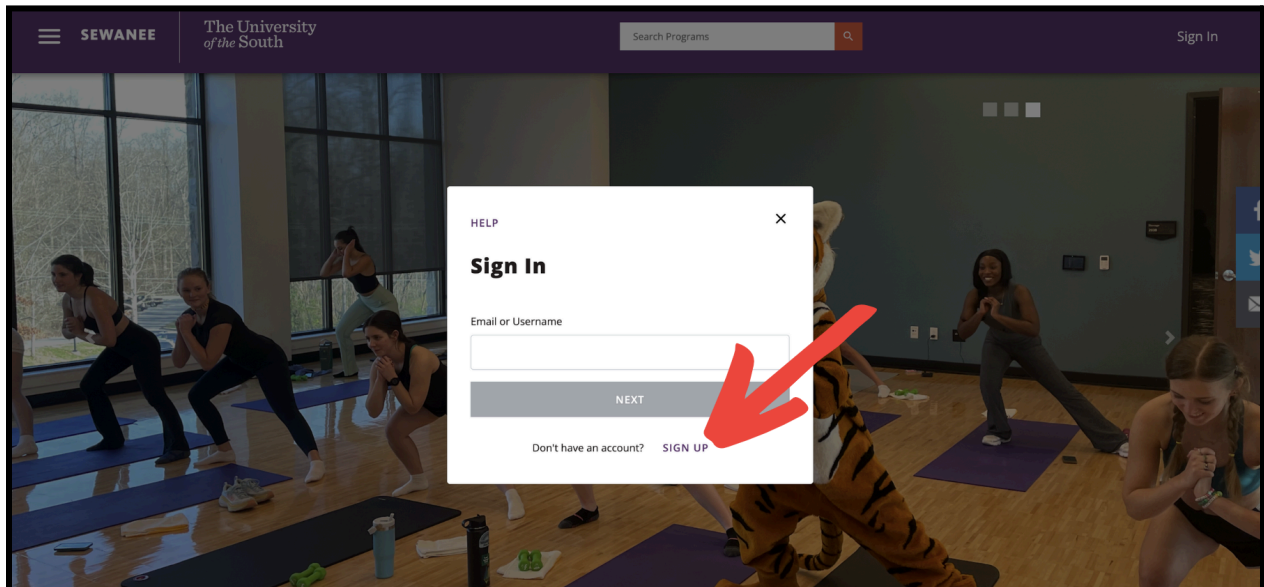 SEWANEE
The University
of the South
Search Programs
Sign In
HELP
Sign In
Email or Username
NEXT
Don't have an account? SIGN UP